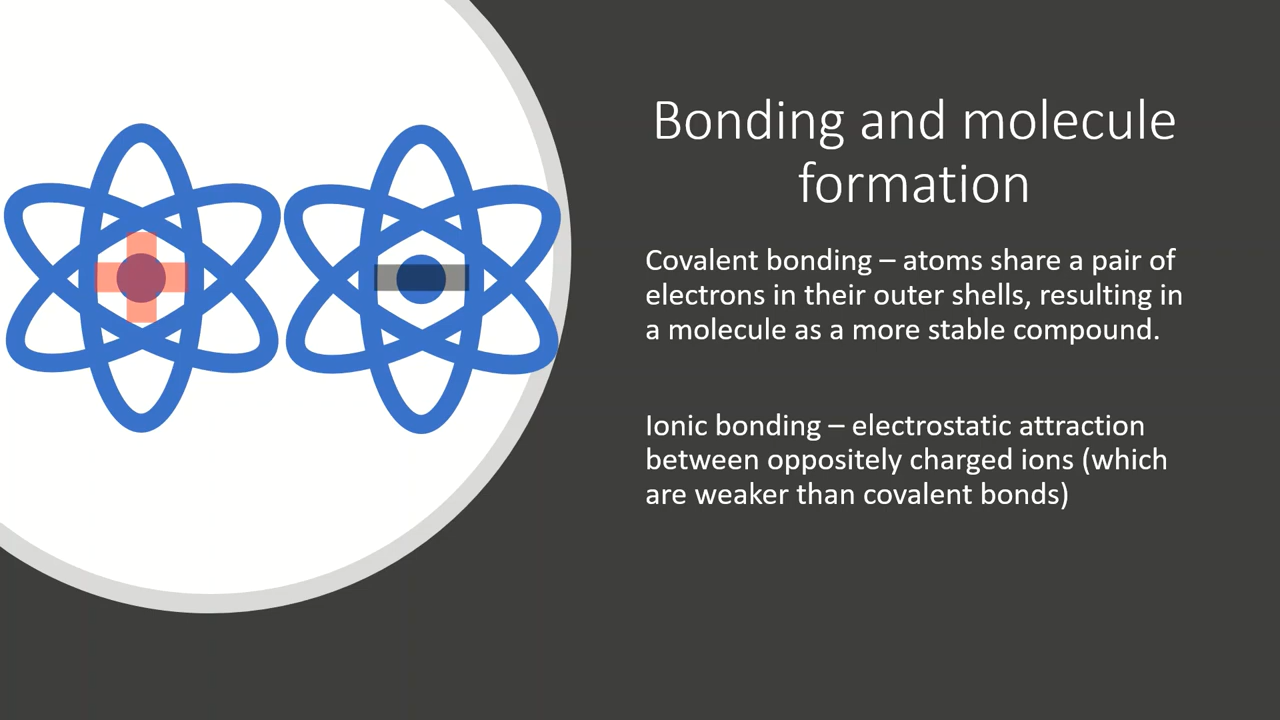 Bonding and molecule
formation
Covalent bonding – atoms share a pair of
electrons in their outer shells, resulting in
a molecule as a more stable compound.
Ionic bonding – electrostatic attraction
between oppositely charged ions (which
are weaker than covalent bonds)